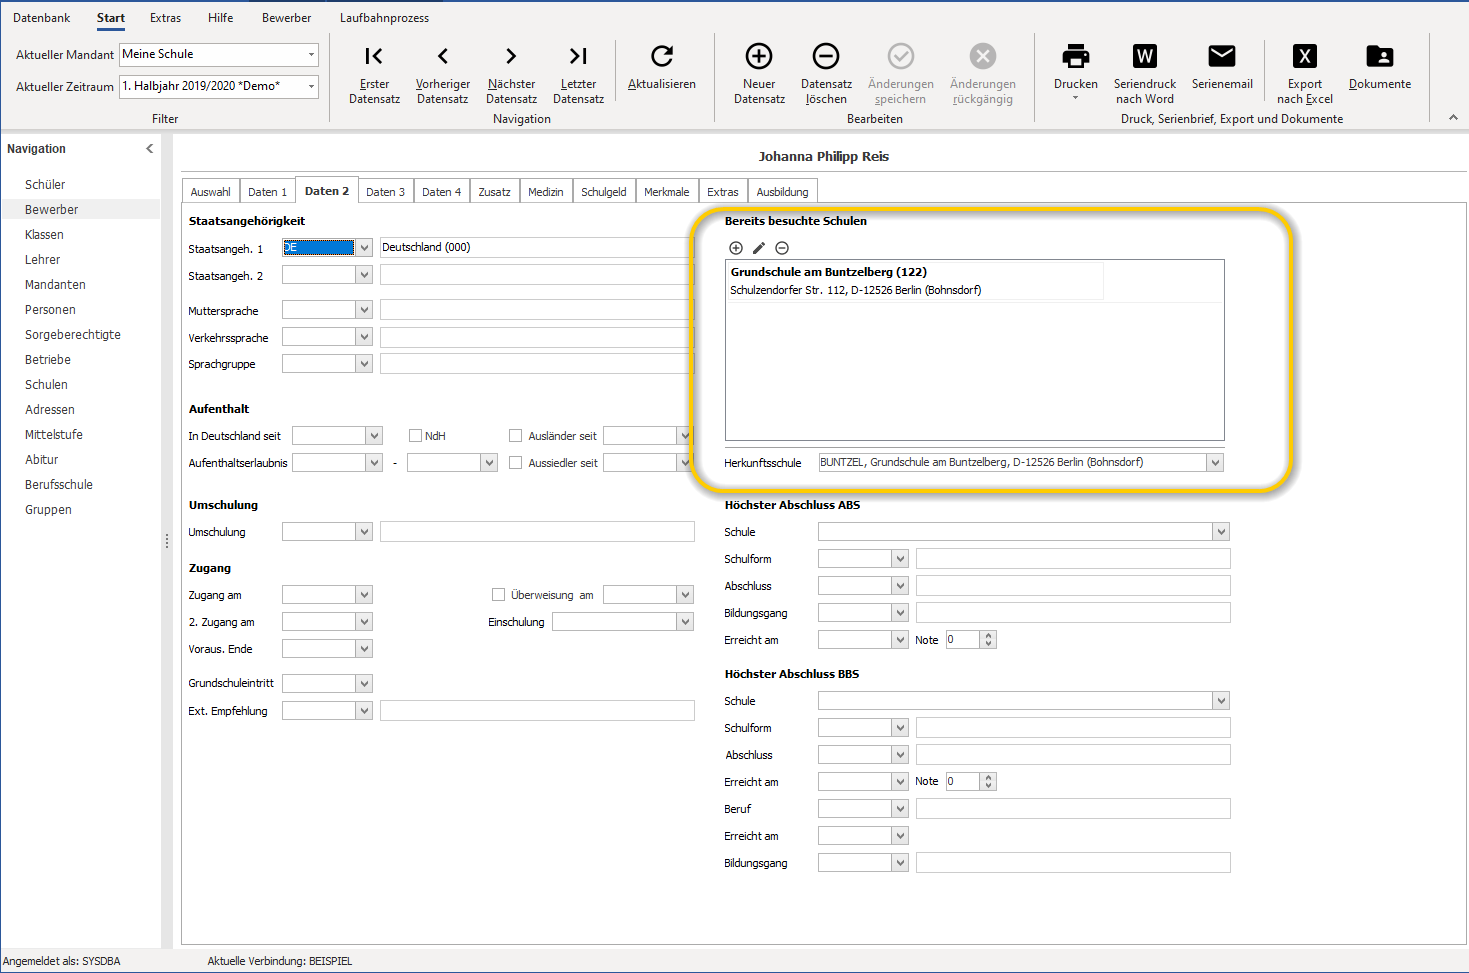 Datenbank Start Extras Hilfe Bewerber Laufbahnprozess
Aktueller Mandant Meine Schule
Aktueller Zeitraum 1. Halbjahr 2019/2020 *Demo*
Filter
Erster Datensatz
Vorheriger Datensatz
Nächster Datensatz
Letzter Datensatz
Aktualisieren
Navigation
Neuer Datensatz
Datensatz löschen
Änderungen speichern
Änderungen rückgängig
Bearbeiten
Drucken
W
Seriendruck nach Word
Serienemail
X
Export nach Excel
Dokumente
Druck, Serienbrief, Export und Dokumente
Navigation
Schüler
Bewerber
Klassen
Lehrer
Mandanten
Personen
Sorgeberechtigte
Betriebe
Schulen
Adressen
Mittelstufe
Abitur
Berufsschule
Gruppen
Johanna Philipp Reis
Auswahl Daten 1 Daten 2 Daten 3 Daten 4 Zusatz Medizin Schulgeld Merkmale Extras Ausbildung
Staatsangehörigkeit
Staatsangeh. 1 DE Deutschland (000)
Staatsangeh. 2
Muttersprache
Verkehrssprache
Sprachgruppe
Aufenthalt
In Deutschland seit NdH Ausländer seit
Aufenthaltserlaubnis - Aussiedler seit
Umschulung
Umschulung
Zugang
Zugang am Überweisung am
2. Zugang am Einschulung
Voraus. Ende
Grundschuleintritt
Ext. Empfehlung
Bereits besuchte Schulen
Grundschule am Buntzelberg (122)
Schulzendorfer Str. 112, D-12526 Berlin (Bohnsdorf)
Herkunftsschule BUNTZEL, Grundschule am Buntzelberg, D-12526 Berlin (Bohnsdorf)
Höchster Abschluss ABS
Schule
Schulform
Abschluss
Bildungsgang
Erreicht am Note 0
Höchster Abschluss BBS
Schule
Schulform
Abschluss
Erreicht am Note 0
Beruf
Erreicht am
Bildungsgang
Angemeldet als: SYSDBA Aktuelle Verbindung: BEISPIEL